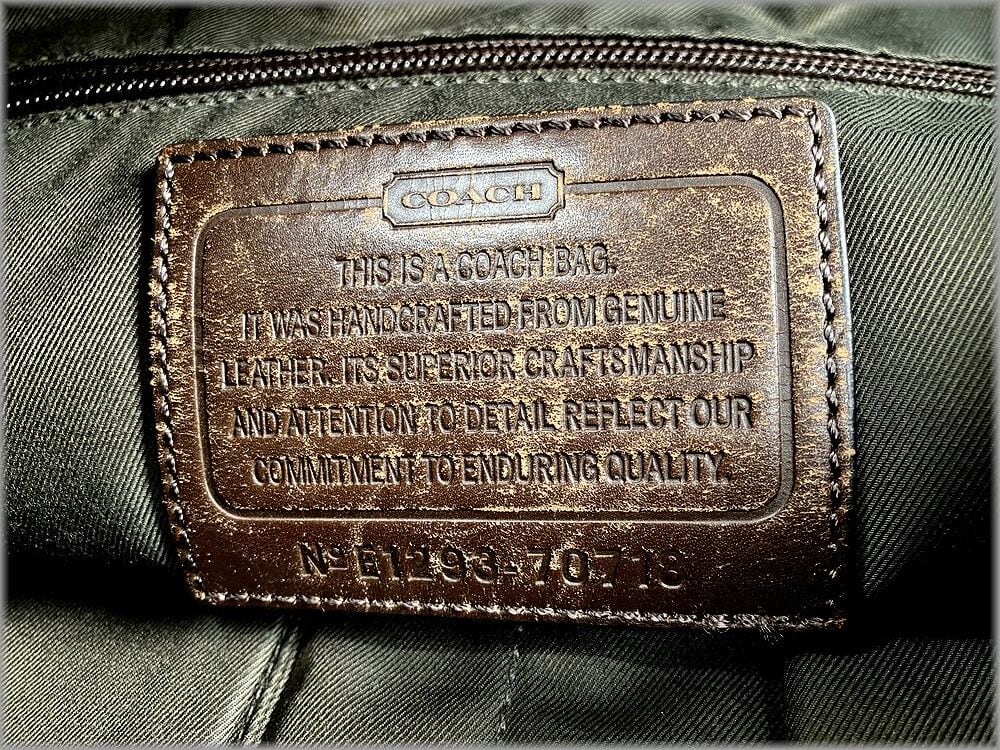 COACH
THIS IS A COACH BAG.
IT WAS HANDCRAFTED FROM GENUINE
LEATHER. ITS SUPERIOR CRAFTSMANSHIP
AND ATTENTION TO DETAIL REFLECT OUR
COMMITMENT TO ENDURING QUALITY.
Nº E1293-70718